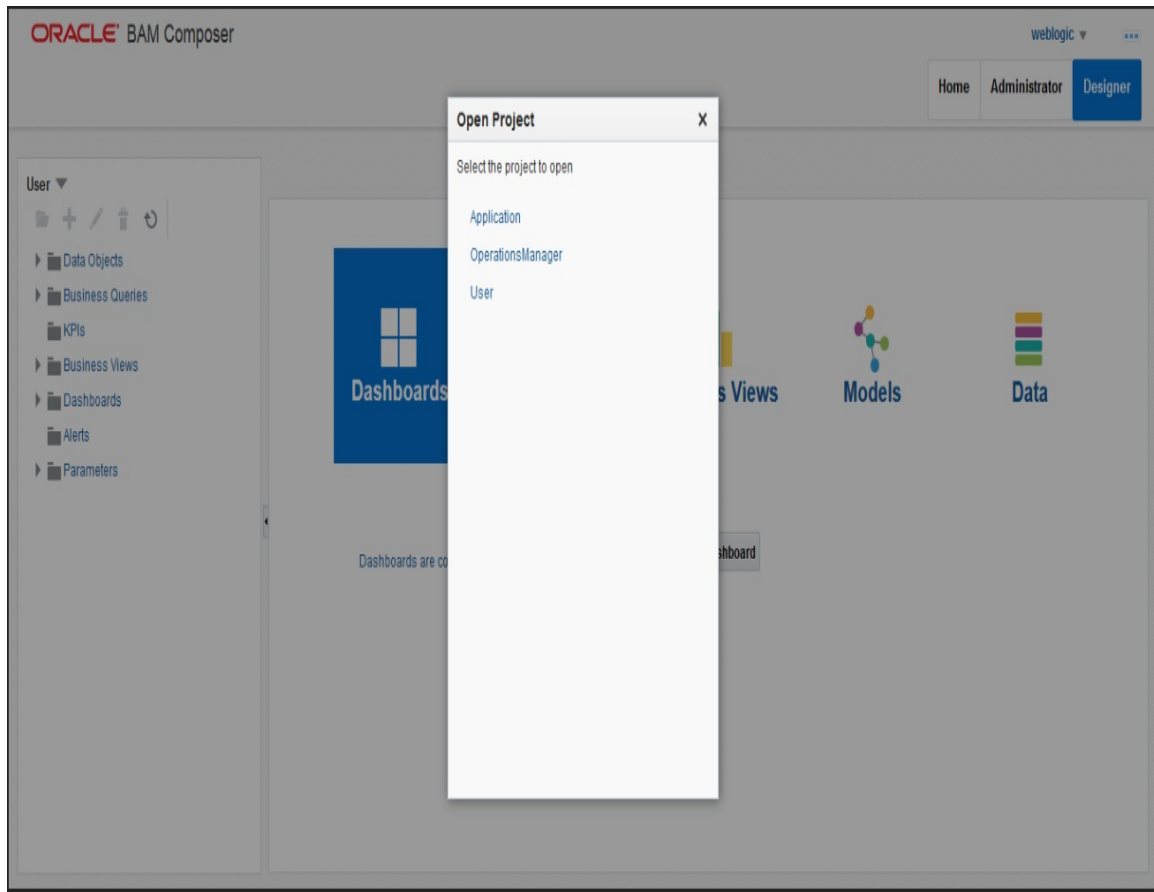 ORACLE' BAM Composer
weblogic
Home Administrator Designer
Open Project X
Select the project to open
Application
OperationsManager
User
User
Data Objects
Business Queries
KPIs
Business Views
Dashboards
Alerts
Parameters
Dashboards
s Views
Models
Data
Dashboards are co
shboard